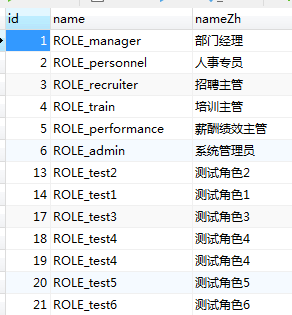 id name nameZh
1 ROLE_manager 部门经理
2 ROLE_personnel 人事专员
3 ROLE_recruiter 招聘主管
4 ROLE_train 培训主管
5 ROLE_performance 薪酬绩效主管
6 ROLE_admin 系统管理员
13 ROLE_test2 测试角色2
14 ROLE_test1 测试角色1
17 ROLE_test3 测试角色3
18 ROLE_test4 测试角色4
19 ROLE_test4 测试角色4
20 ROLE_test5 测试角色5
21 ROLE_test6 测试角色6